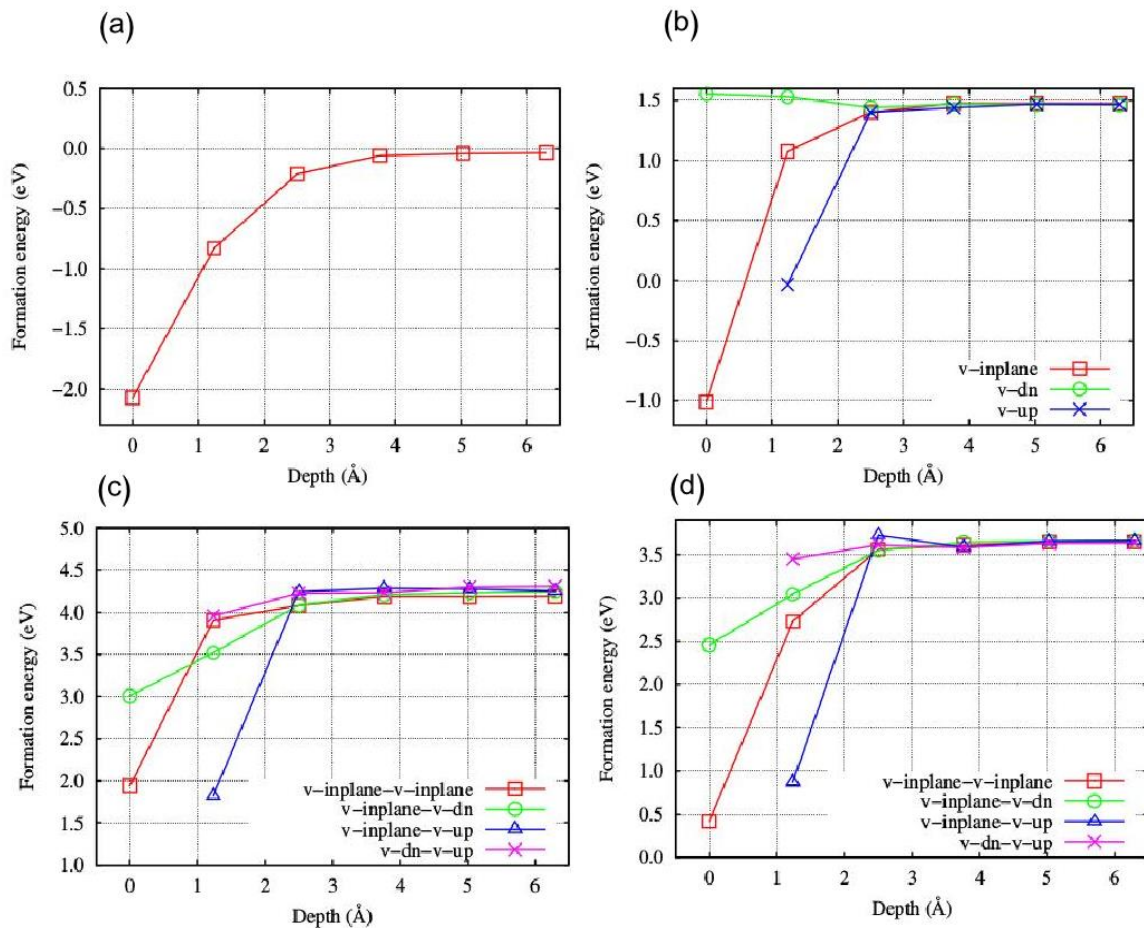 (a)
0.5
0.0
−0.5
−1.0
−1.5
−2.0
Formation energy (eV)
0 1 2 3 4 5 6
Depth (Å)
(b)
1.5
1.0
0.5
0.0
−0.5
−1.0
Formation energy (eV)
v−inplane
v−dn
v−up
0 1 2 3 4 5 6
Depth (Å)
(c)
5.0
4.5
4.0
3.5
3.0
2.5
2.0
1.5
1.0
Formation energy (eV)
v−inplane−v−inplane
v−inplane−v−dn
v−inplane−v−up
v−dn−v−up
0 1 2 3 4 5 6
Depth (Å)
(d)
3.5
3.0
2.5
2.0
1.5
1.0
0.5
0.0
Formation energy (eV)
v−inplane−v−inplane
v−inplane−v−dn
v−inplane−v−up
v−dn−v−up
0 1 2 3 4 5 6
Depth (Å)